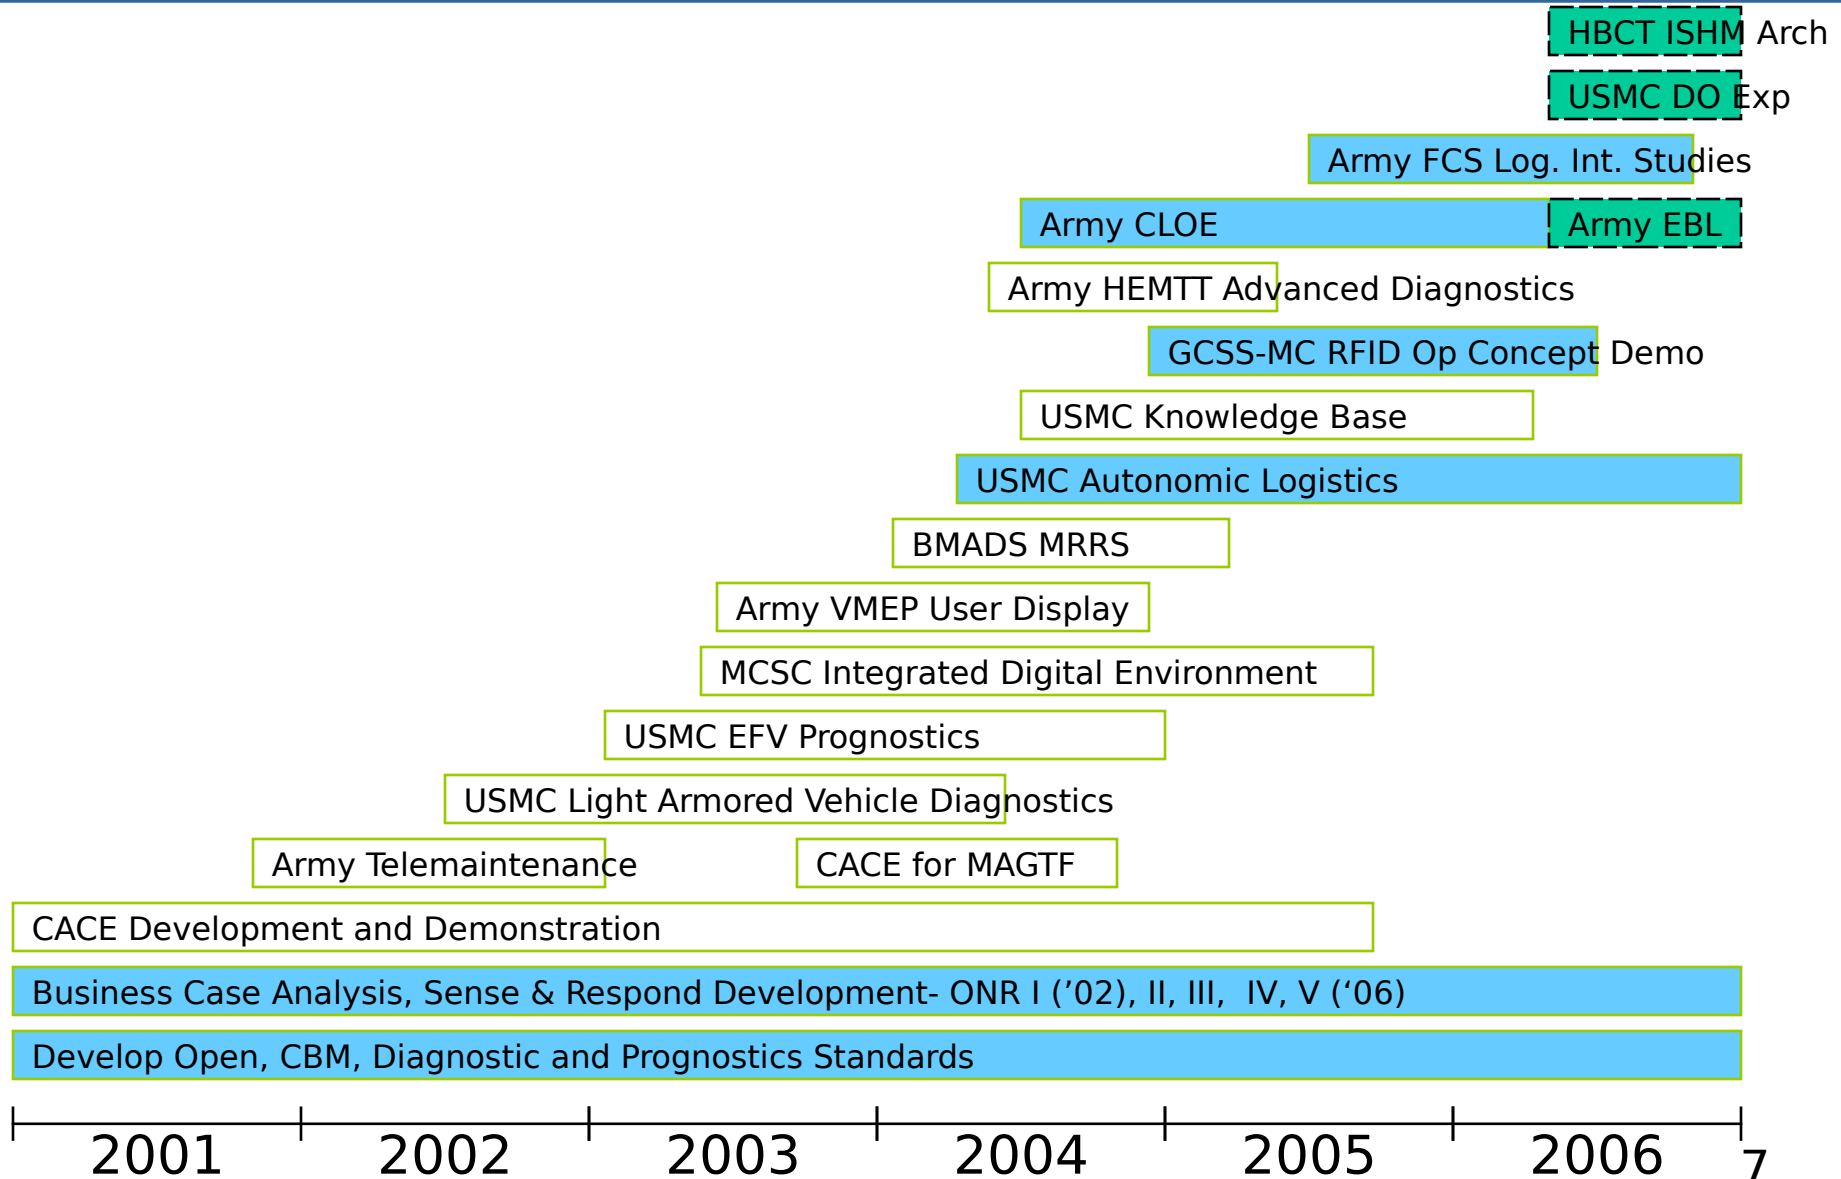 HBCT ISHM Arch
USMC DO Exp
Army FCS Log. Int. Studies
Army CLOE
Army EBL
Army HEMTT Advanced Diagnostics
GCSS-MC RFID Op Concept Demo
USMC Knowledge Base
USMC Autonomic Logistics
BMADS MRRS
Army VMEP User Display
MCSC Integrated Digital Environment
USMC EFV Prognostics
USMC Light Armored Vehicle Diagnostics
Army Telemaintenance
CACE for MAGTF
CACE Development and Demonstration
Business Case Analysis, Sense & Respond Development- ONR I (’02), II, III,  IV, V (‘06)
Develop Open, CBM, Diagnostic and Prognostics Standards
2001 2002 2003 2004 2005 2006
7